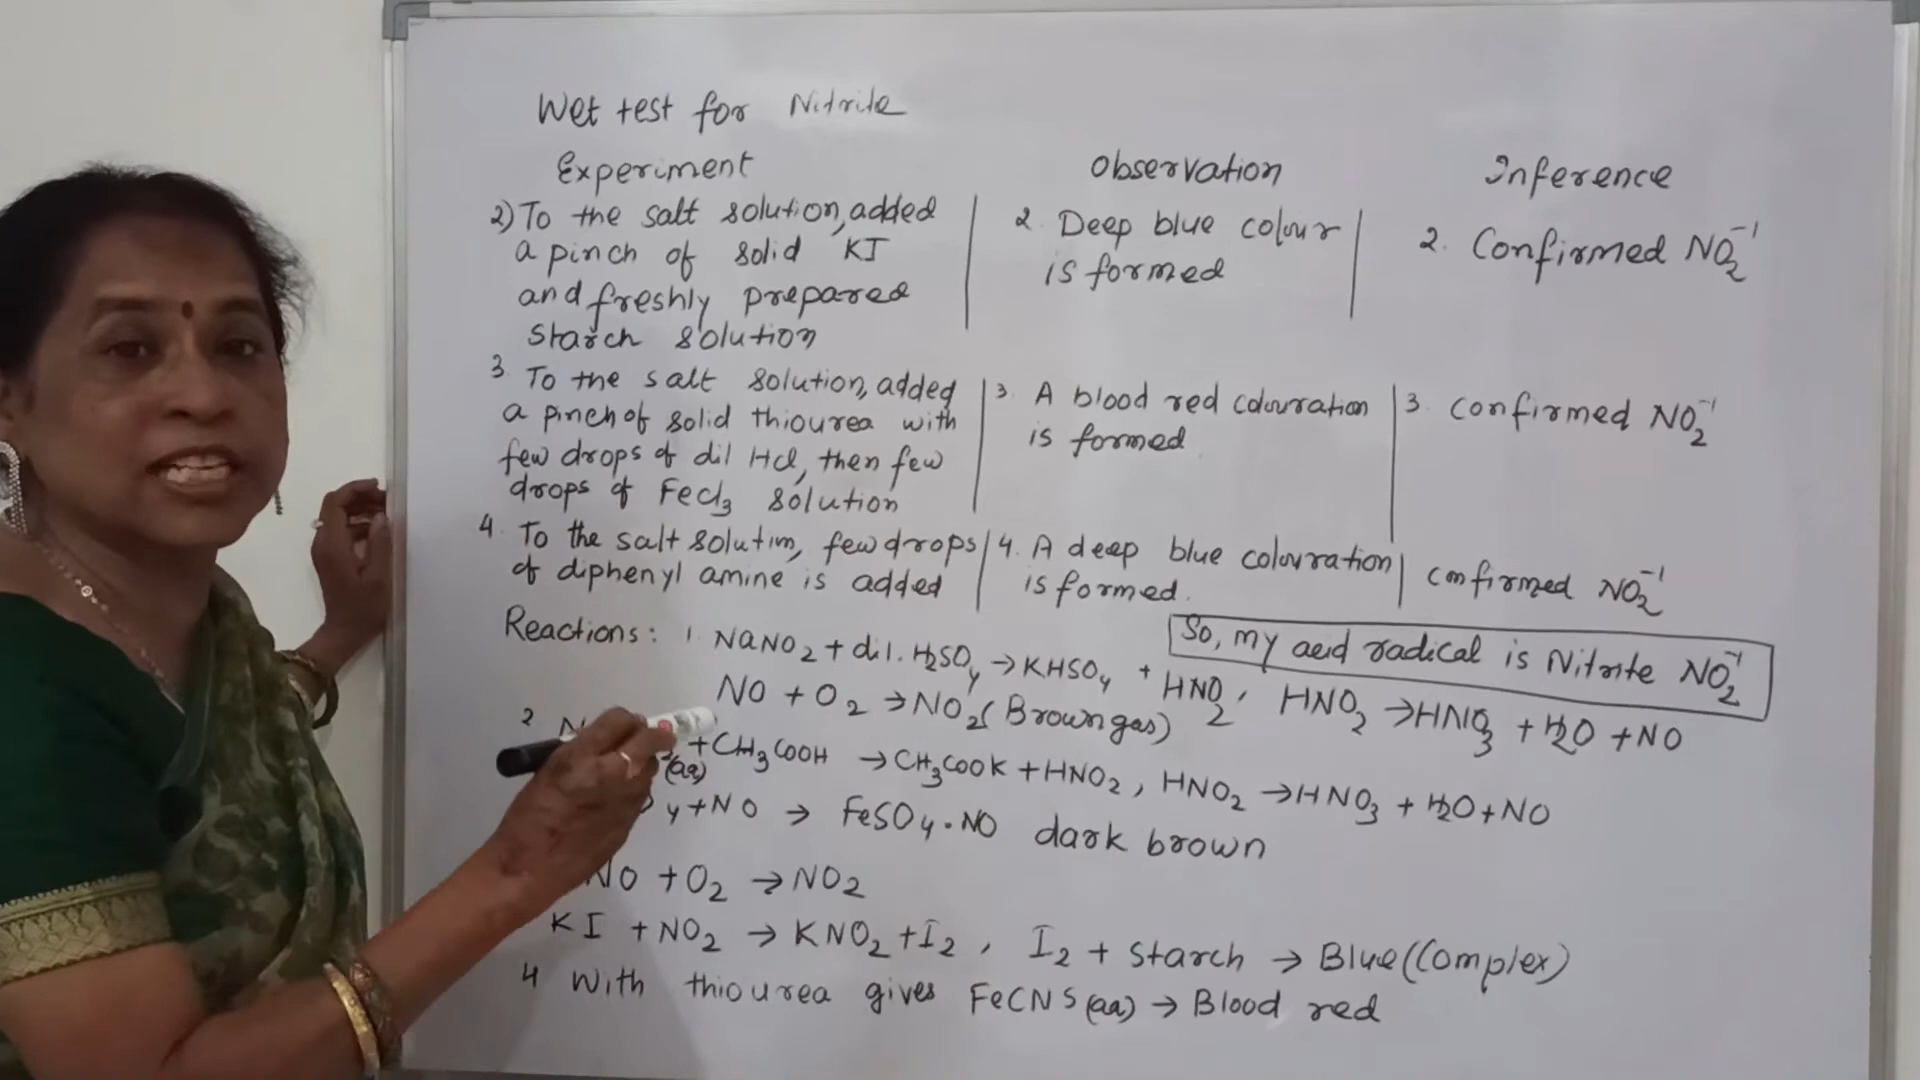 Wet test for Nitrite
Experiment
Observation
Inference
2) To the salt solution, added
a pinch of solid KI
and freshly prepared
starch solution
2. Deep blue colour
is formed
2. Confirmed NO₂⁻¹
3. To the salt solution, added
a pinch of solid thiourea with
few drops of dil HCl, then few
drops of FeCl₃ solution
3. A blood red colouration
is formed
3. confirmed NO₂⁻¹
4. To the salt solution, few drops
of diphenyl amine is added
4. A deep blue colouration
is formed.
confirmed NO₂⁻¹
So, my acid radical is Nitrite NO₂⁻¹
Reactions: 1. NaNO₂ + dil. H₂SO₄ → KHSO₄ + HNO₂, HNO₂ → HNO₃ + H₂O + NO
NO + O₂ → NO₂ (Brown gas)
2 N + CH₃COOH → CH₃COOK + HNO₂, HNO₂ → HNO₃ + H₂O + NO
(aq)
4 + NO → FeSO₄·NO dark brown
NO + O₂ → NO₂
KI + NO₂ → KNO₂ + I₂, I₂ + Starch → Blue (Complex)
4 With thiourea gives FeCNS (aq) → Blood red